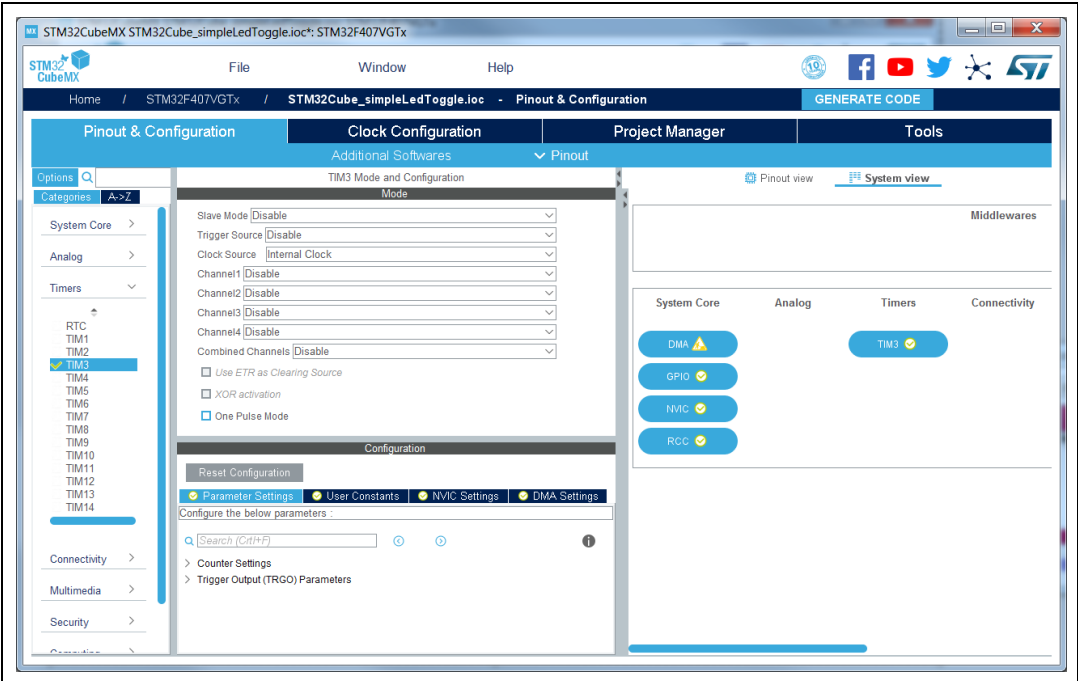 MX STM32CubeMX STM32Cube_simpleLedToggle.ioc*: STM32F407VGTx
STM32
CubeMX
File Window Help
10
Home / STM32F407VGTx / STM32Cube_simpleLedToggle.ioc - Pinout & Configuration GENERATE CODE
Pinout & Configuration Clock Configuration Project Manager Tools
Additional Softwares Pinout
Options
Categories A->Z
System Core
Analog
Timers
RTC
TIM1
TIM2
TIM3
TIM4
TIM5
TIM6
TIM7
TIM8
TIM9
TIM10
TIM11
TIM12
TIM13
TIM14
Connectivity
Multimedia
Security
Computing
TIM3 Mode and Configuration
Mode
Slave Mode Disable
Trigger Source Disable
Clock Source Internal Clock
Channel1 Disable
Channel2 Disable
Channel3 Disable
Channel4 Disable
Combined Channels Disable
Use ETR as Clearing Source
XOR activation
One Pulse Mode
Configuration
Reset Configuration
Parameter Settings User Constants NVIC Settings DMA Settings
Configure the below parameters :
Search (Crtl+F)
Counter Settings
Trigger Output (TRGO) Parameters
Pinout view System view
Middlewares
System Core Analog Timers Connectivity
DMA TIM3
GPIO
NVIC
RCC